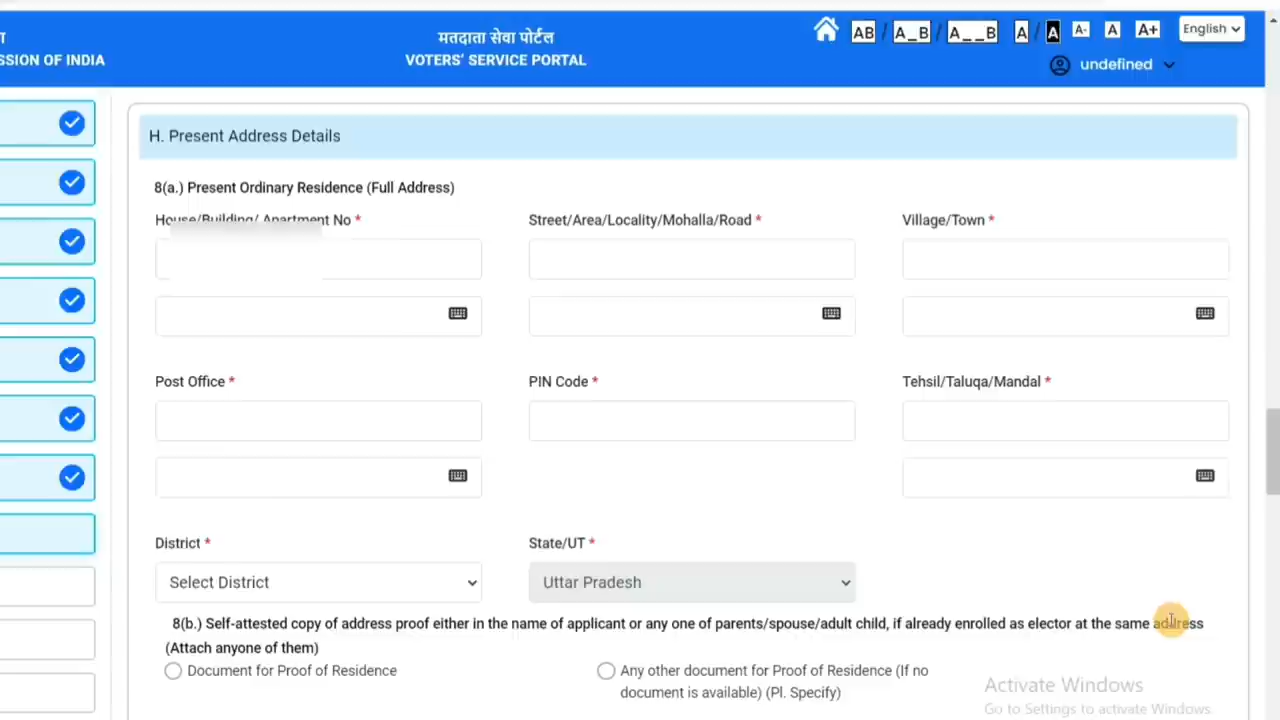 ता
मतदाता सेवा पोर्टल
AB / A_B / A__B A / A A- A A+ English
SSION OF INDIA
VOTERS' SERVICE PORTAL
undefined
H. Present Address Details
8(a.) Present Ordinary Residence (Full Address)
House/Building/ Apartment No * Street/Area/Locality/Mohalla/Road * Village/Town *
Post Office * PIN Code * Tehsil/Taluqa/Mandal *
District * State/UT *
Select District Uttar Pradesh
8(b.) Self-attested copy of address proof either in the name of applicant or any one of parents/spouse/adult child, if already enrolled as elector at the same address
(Attach anyone of them)
Document for Proof of Residence Any other document for Proof of Residence (If no
document is available) (Pl. Specify)
Activate Windows
Go to Settings to activate Windows.